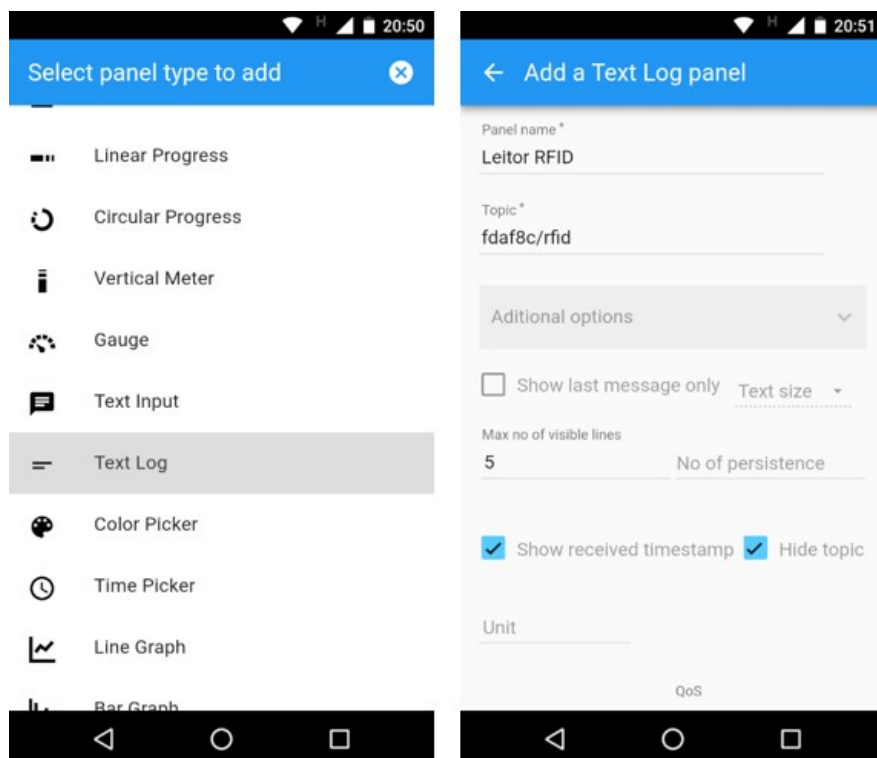 H 20:50
Select panel type to add
Linear Progress
Circular Progress
Vertical Meter
Gauge
Text Input
Text Log
Color Picker
Time Picker
Line Graph
Bar Graph
H 20:51
Add a Text Log panel
Panel name *
Leitor RFID
Topic *
fdaf8c/rfid
Aditional options
Show last message only Text size
Max no of visible lines
5 No of persistence
Show received timestamp Hide topic
Unit
QoS